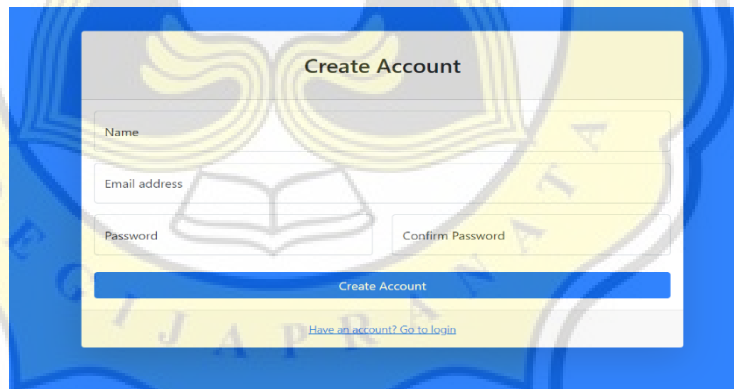 Create Account
Name
Email address
Password Confirm Password
Create Account
Have an account? Go to login
E G I J A P R A N A T A